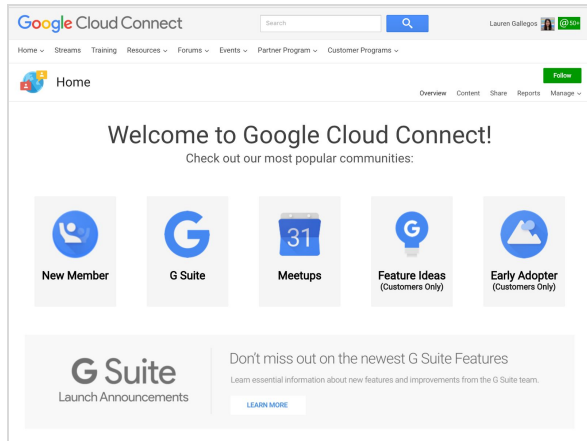 Google Cloud Connect
Search
Lauren Gallegos
@ 50+
Home Streams Training Resources Forums Events Partner Program Customer Programs
Home
Follow
Overview Content Share Reports Manage
Welcome to Google Cloud Connect!
Check out our most popular communities:
New Member
G Suite
31
Meetups
G
Feature Ideas
(Customers Only)
Early Adopter
(Customers Only)
G Suite
Launch Announcements
Don't miss out on the newest G Suite Features
Learn essential information about new features and improvements from the G Suite team.
LEARN MORE